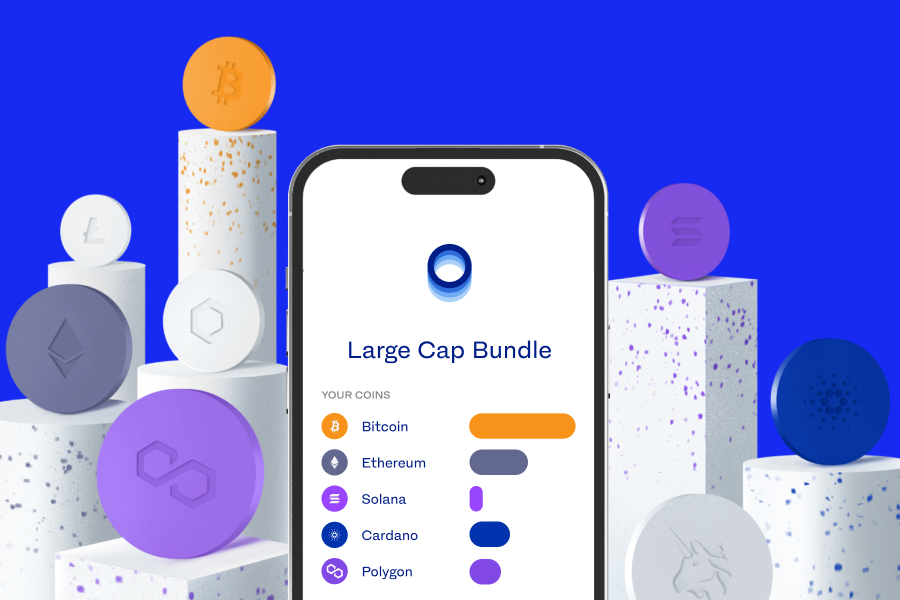 Large Cap Bundle
YOUR COINS
Bitcoin
Ethereum
Solana
Cardano
Polygon